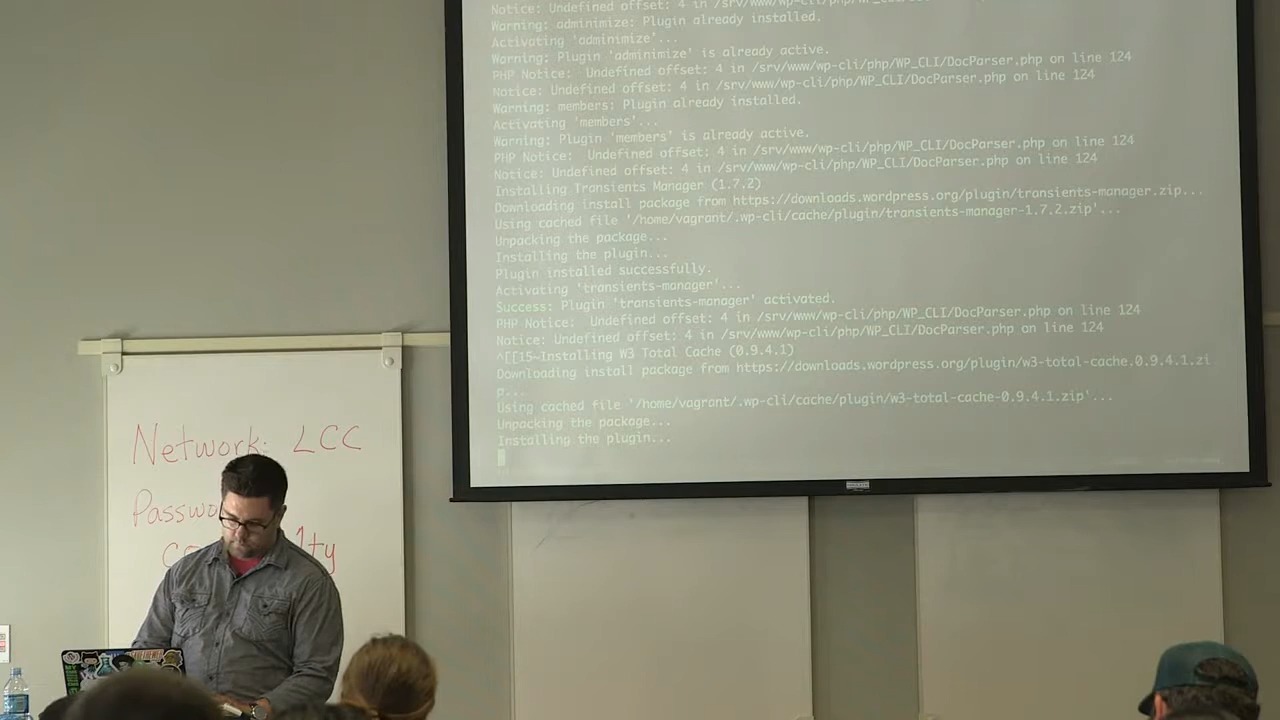 Notice: Undefined offset: 4 in /srv/www/wp-cli/php/WP_CLI/DocParser.php on line 124
Warning: adminimize: Plugin already installed.
Activating 'adminimize'...
Warning: Plugin 'adminimize' is already active.
PHP Notice:  Undefined offset: 4 in /srv/www/wp-cli/php/WP_CLI/DocParser.php on line 124
Notice: Undefined offset: 4 in /srv/www/wp-cli/php/WP_CLI/DocParser.php on line 124
Warning: members: Plugin already installed.
Activating 'members'...
Warning: Plugin 'members' is already active.
PHP Notice:  Undefined offset: 4 in /srv/www/wp-cli/php/WP_CLI/DocParser.php on line 124
Notice: Undefined offset: 4 in /srv/www/wp-cli/php/WP_CLI/DocParser.php on line 124
Installing Transients Manager (1.7.2)
Downloading install package from https://downloads.wordpress.org/plugin/transients-manager.zip...
Using cached file '/home/vagrant/.wp-cli/cache/plugin/transients-manager-1.7.2.zip'...
Unpacking the package...
Installing the plugin...
Plugin installed successfully.
Activating 'transients-manager'...
Success: Plugin 'transients-manager' activated.
PHP Notice:  Undefined offset: 4 in /srv/www/wp-cli/php/WP_CLI/DocParser.php on line 124
Notice: Undefined offset: 4 in /srv/www/wp-cli/php/WP_CLI/DocParser.php on line 124
^[[15~Installing W3 Total Cache (0.9.4.1)
Downloading install package from https://downloads.wordpress.org/plugin/w3-total-cache.0.9.4.1.zi
p...
Using cached file '/home/vagrant/.wp-cli/cache/plugin/w3-total-cache-0.9.4.1.zip'...
Unpacking the package...
Installing the plugin...
Network: LCC
Passwo